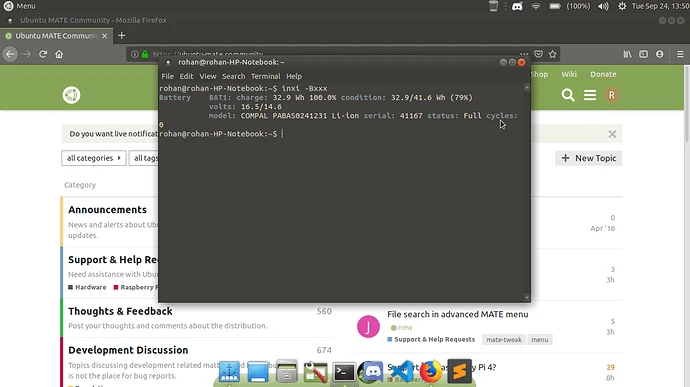 Menu
(100%)
Tue Sep 24, 13:50
Ubuntu MATE Community - Mozilla Firefox
Ubuntu MATE Community
https://ubuntu-mate.community
rohan@rohan-HP-Notebook: ~
File Edit View Search Terminal Help
rohan@rohan-HP-Notebook:~$ inxi -Bxxx
Battery BAT1: charge: 32.9 Wh 100.0% condition: 32.9/41.6 Wh (79%)
volts: 16.5/14.6
model: COMPAL PABAS0241231 Li-ion serial: 41167 status: Full cycles:
0
rohan@rohan-HP-Notebook:~$
Shop Wiki Donate
R
Do you want live notificat
all categories
all tags
+ New Topic
Category
Announcements
News and alerts about Ubu
updates.
0
Apr '16
Support & Help Req
Need assistance with Ubu
Hardware Raspberry P
3
3h
Thoughts & Feedback
560
Post your thoughts and comments about the distribution.
J
File search in advanced MATE menu
new
Support & Help Requests mate-tweak menu
5
3h
Development Discussion
674
Topics discussing development related
is not the place for bug reports.
Pi 4?
29
8h